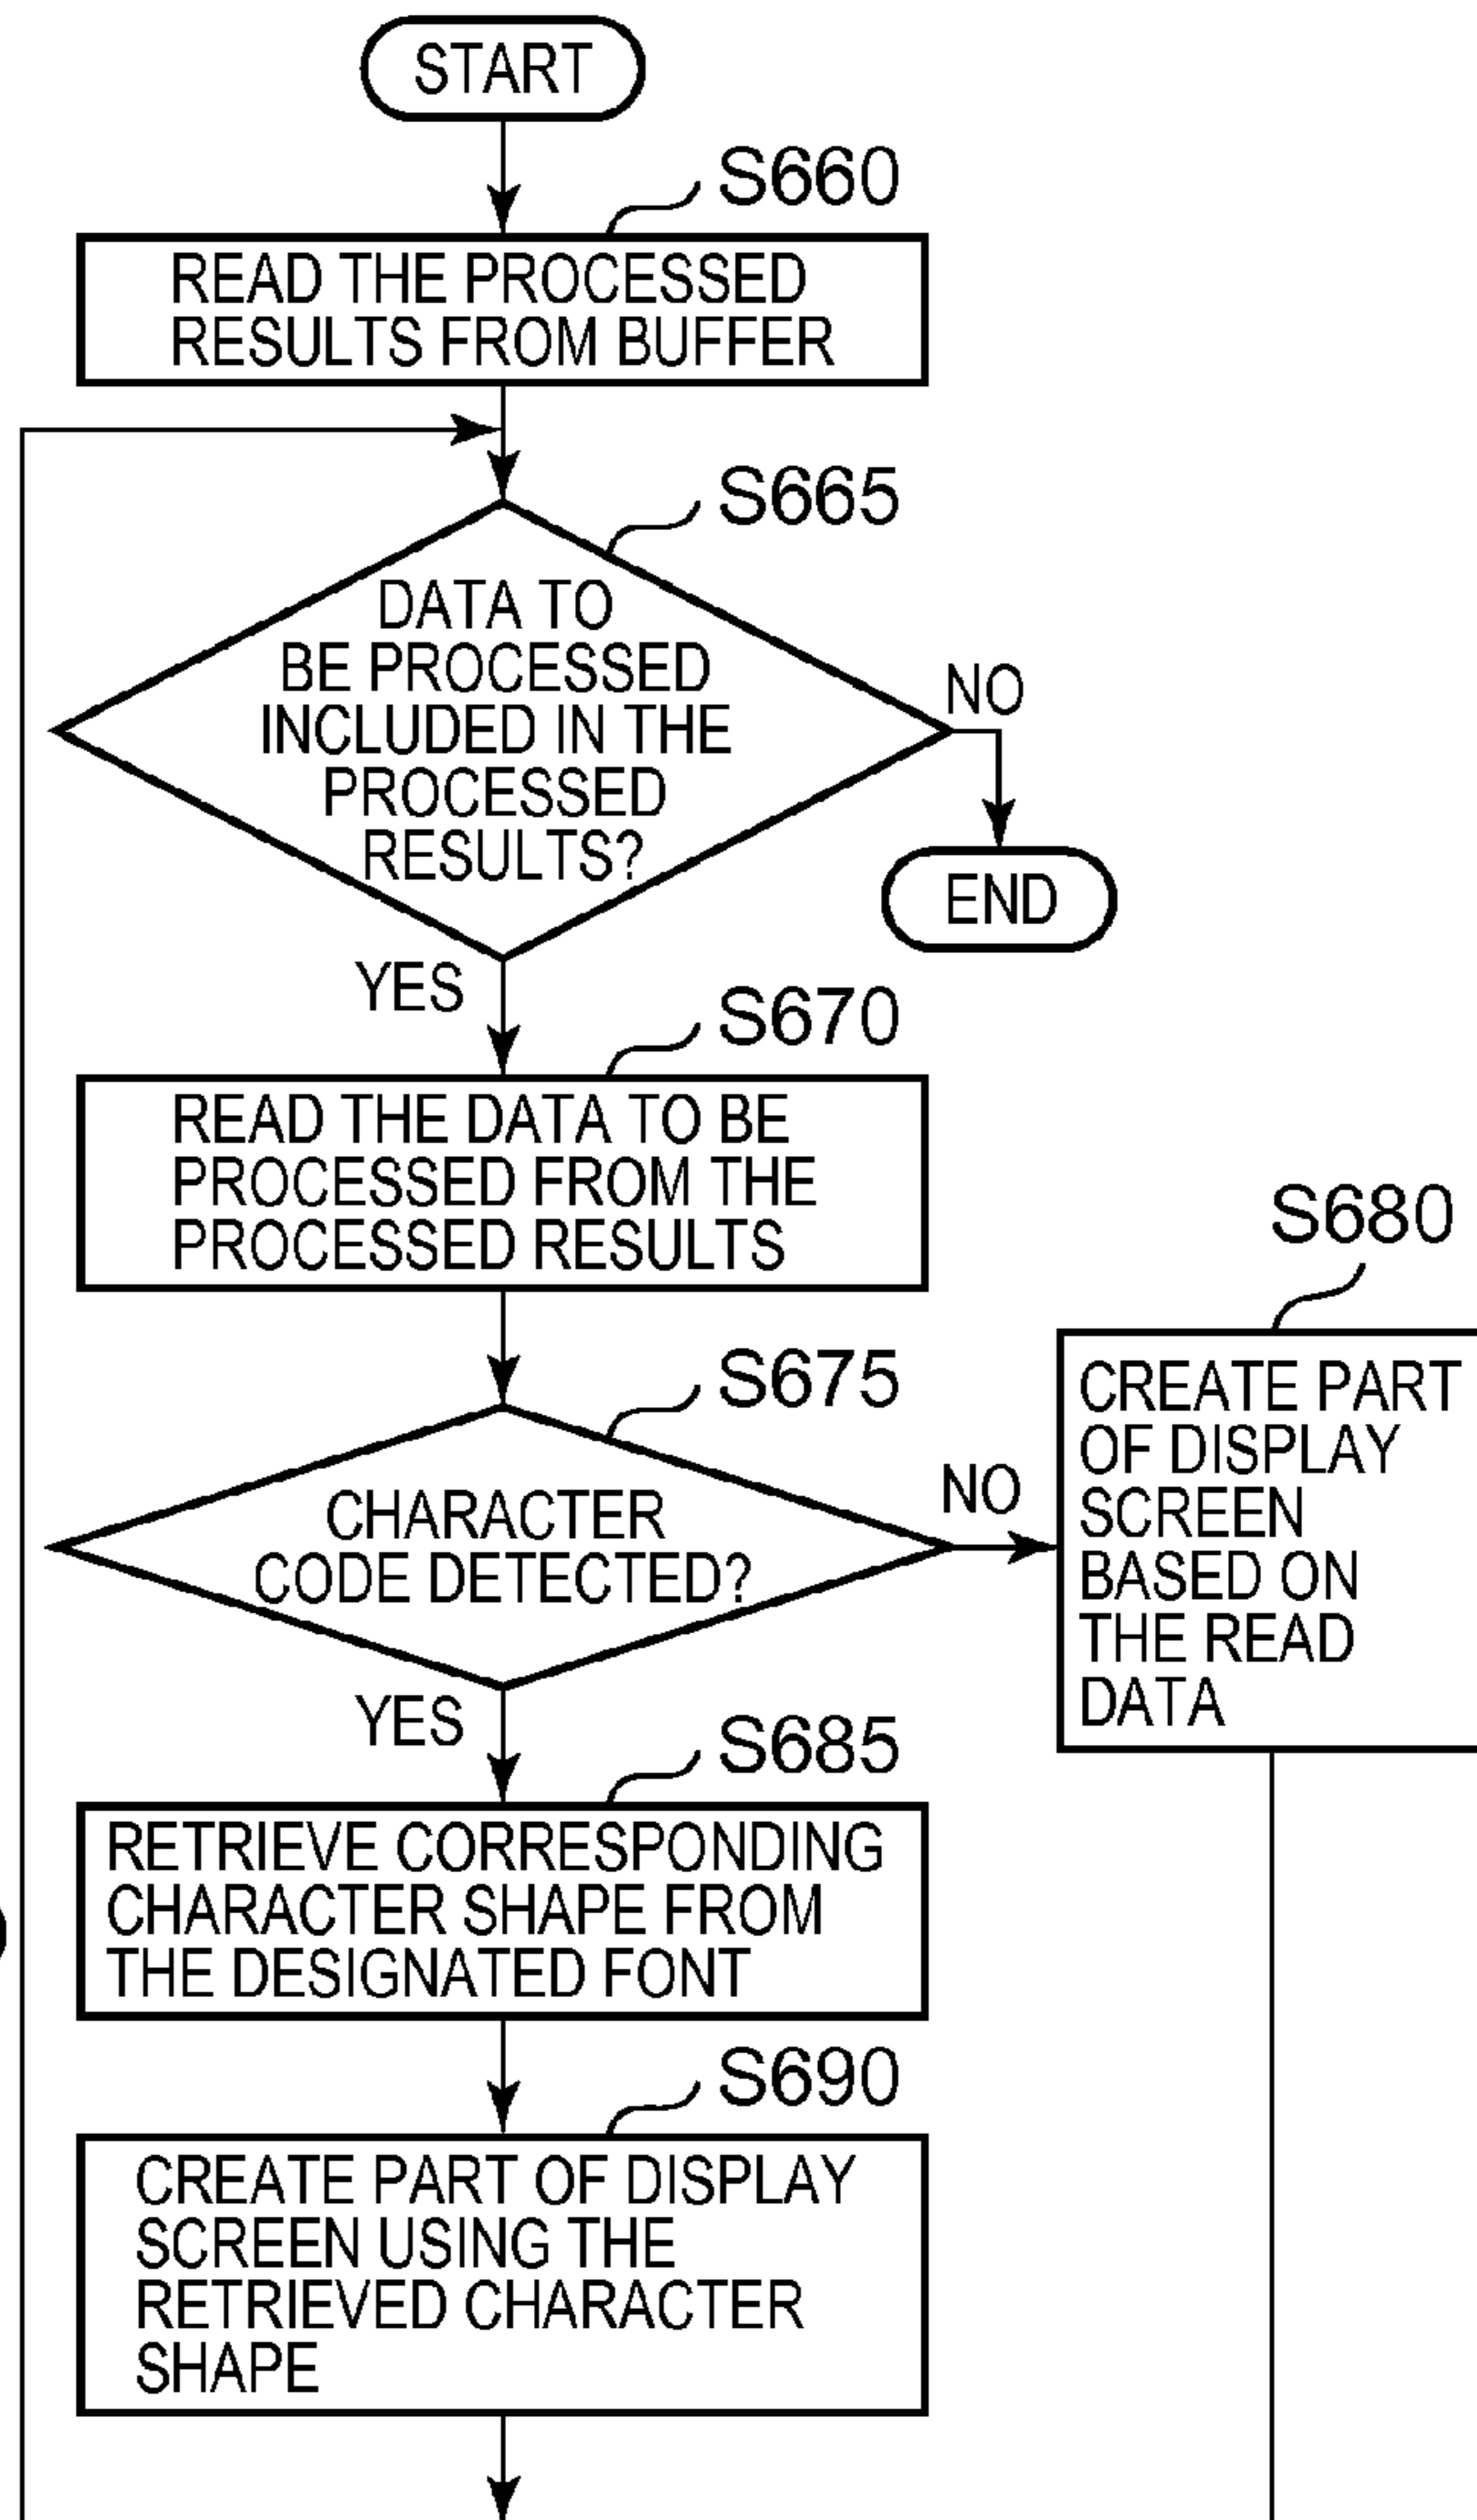 START
S660
READ THE PROCESSED
RESULTS FROM BUFFER
S665
DATA TO
BE PROCESSED
INCLUDED IN THE
PROCESSED
RESULTS?
NO
END
YES
S670
READ THE DATA TO BE
PROCESSED FROM THE
PROCESSED RESULTS
S675
CHARACTER
CODE DETECTED?
NO
S680
CREATE PART
OF DISPLAY
SCREEN
BASED ON
THE READ
DATA
YES
S685
RETRIEVE CORRESPONDING
CHARACTER SHAPE FROM
THE DESIGNATED FONT
S690
CREATE PART OF DISPLAY
SCREEN USING THE
RETRIEVED CHARACTER
SHAPE